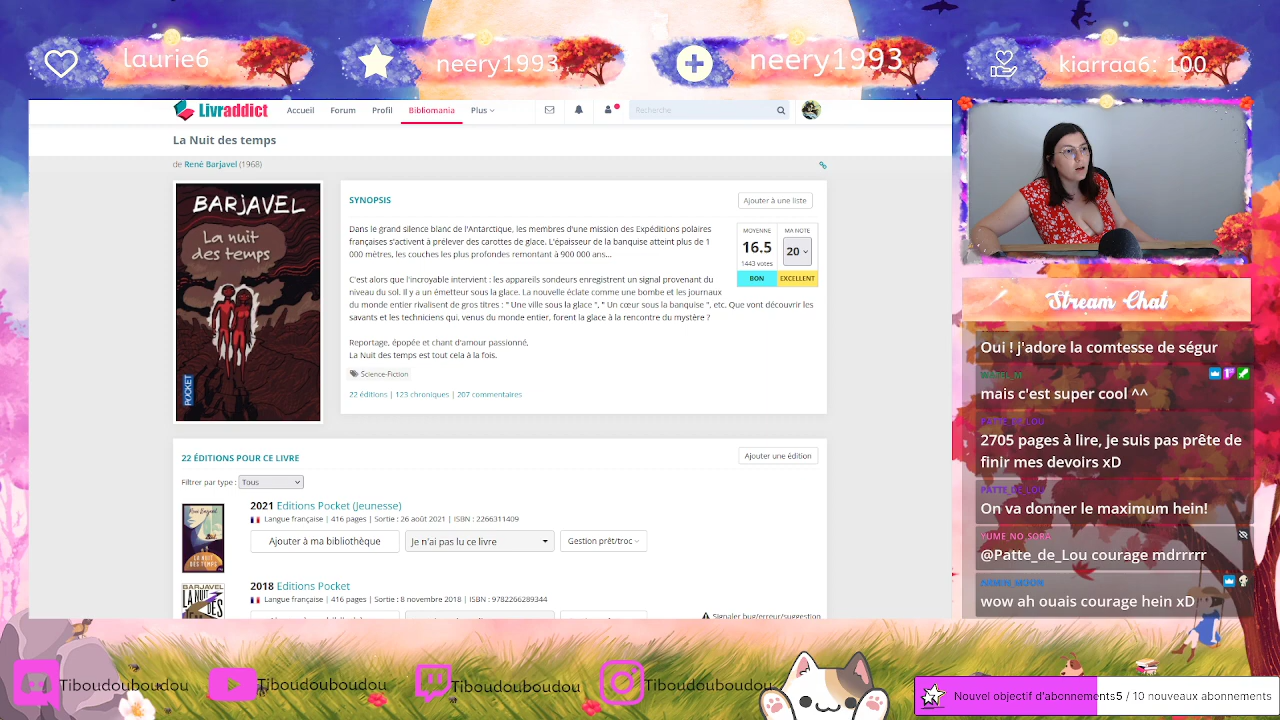 laurie6
neery1993
neery1993
kiarraa6: 100
Livraddict
Accueil
Forum
Profil
Bibliomania
Plus
Recherche
La Nuit des temps
de René Barjavel (1968)
BARJAVEL
La nuit
des temps
POCKET
SYNOPSIS
Ajouter à une liste
Dans le grand silence blanc de l'Antarctique, les membres d'une mission des Expéditions polaires
françaises s'activent à prélever des carottes de glace. L'épaisseur de la banquise atteint plus de 1
000 mètres, les couches les plus profondes remontant à 900 000 ans...
MOYENNE
MA NOTE
16.5
20
1443 votes
BON
EXCELLENT
C'est alors que l'incroyable intervient : les appareils sondeurs enregistrent un signal provenant du
niveau du sol. Il y a un émetteur sous la glace. La nouvelle éclate comme une bombe et les journaux
du monde entier rivalisent de gros titres : " Une ville sous la glace ", " Un cœur sous la banquise ", etc. Que vont découvrir les
savants et les techniciens qui, venus du monde entier, forent la glace à la rencontre du mystère ?
Reportage, épopée et chant d'amour passionné,
La Nuit des temps est tout cela à la fois.
Science-Fiction
22 éditions | 123 chroniques | 207 commentaires
22 ÉDITIONS POUR CE LIVRE
Ajouter une édition
Filtrer par type : Tous
2021 Editions Pocket (Jeunesse)
Langue française | 416 pages | Sortie : 26 août 2021 | ISBN : 2266311409
Ajouter à ma bibliothèque
Je n'ai pas lu ce livre
Gestion prêt/troc
2018 Editions Pocket
Langue française | 416 pages | Sortie : 8 novembre 2018 | ISBN : 9782266289344
Signaler bug/erreur/suggestion
BARJAVEL
LA NUIT
Stream Chat
Oui ! j'adore la comtesse de ségur
mais c'est super cool ^^
PATTE_DE_LOU
2705 pages à lire, je suis pas prête de
finir mes devoirs xD
PATTE_DE_LOU
On va donner le maximum hein!
YUME_NO_SORA
@Patte_de_Lou courage mdrrrr
wow ah ouais courage hein xD
Tiboudouboudou
Tiboudouboudou
Tiboudouboudou
Tiboudouboudou
Nouvel objectif d'abonnements
5 / 10 nouveaux abonnements